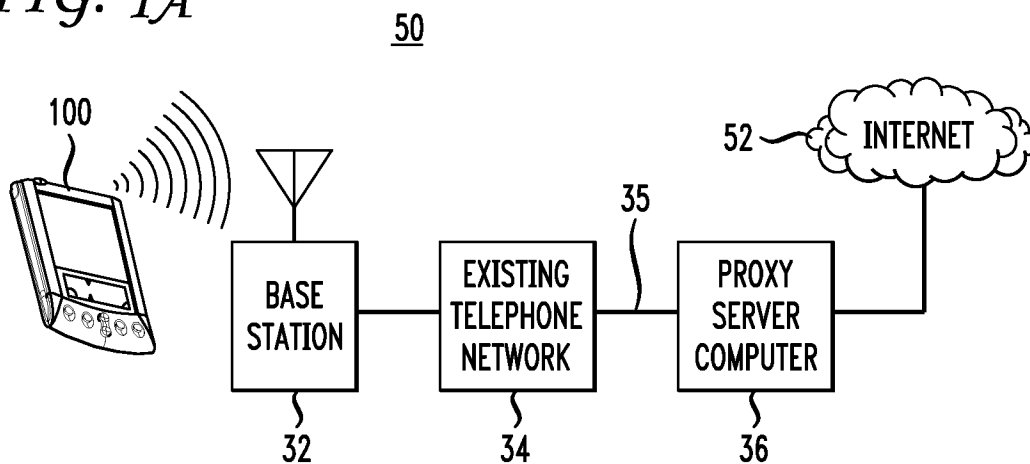 FIG. 1A
50
100
52
INTERNET
35
BASE
STATION
EXISTING
TELEPHONE
NETWORK
PROXY
SERVER
COMPUTER
32
34
36